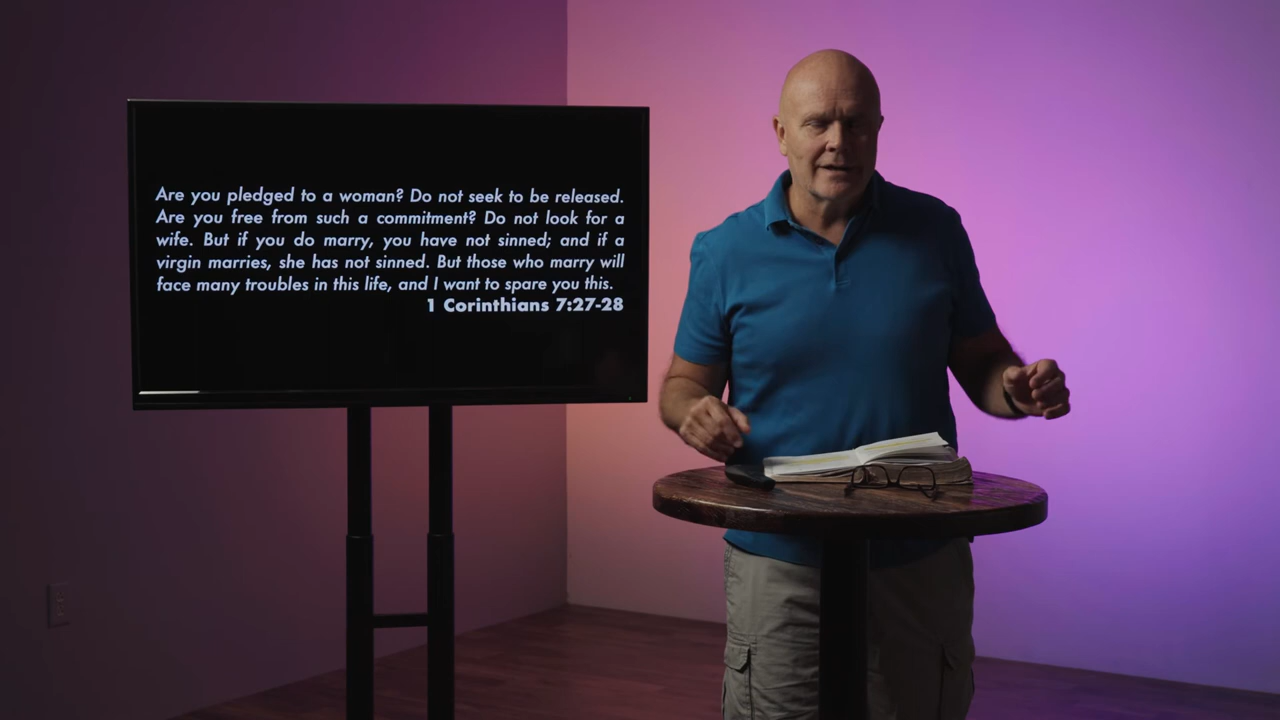 Are you pledged to a woman? Do not seek to be released.
Are you free from such a commitment? Do not look for a
wife. But if you do marry, you have not sinned; and if a
virgin marries, she has not sinned. But those who marry will
face many troubles in this life, and I want to spare you this.
1 Corinthians 7:27-28